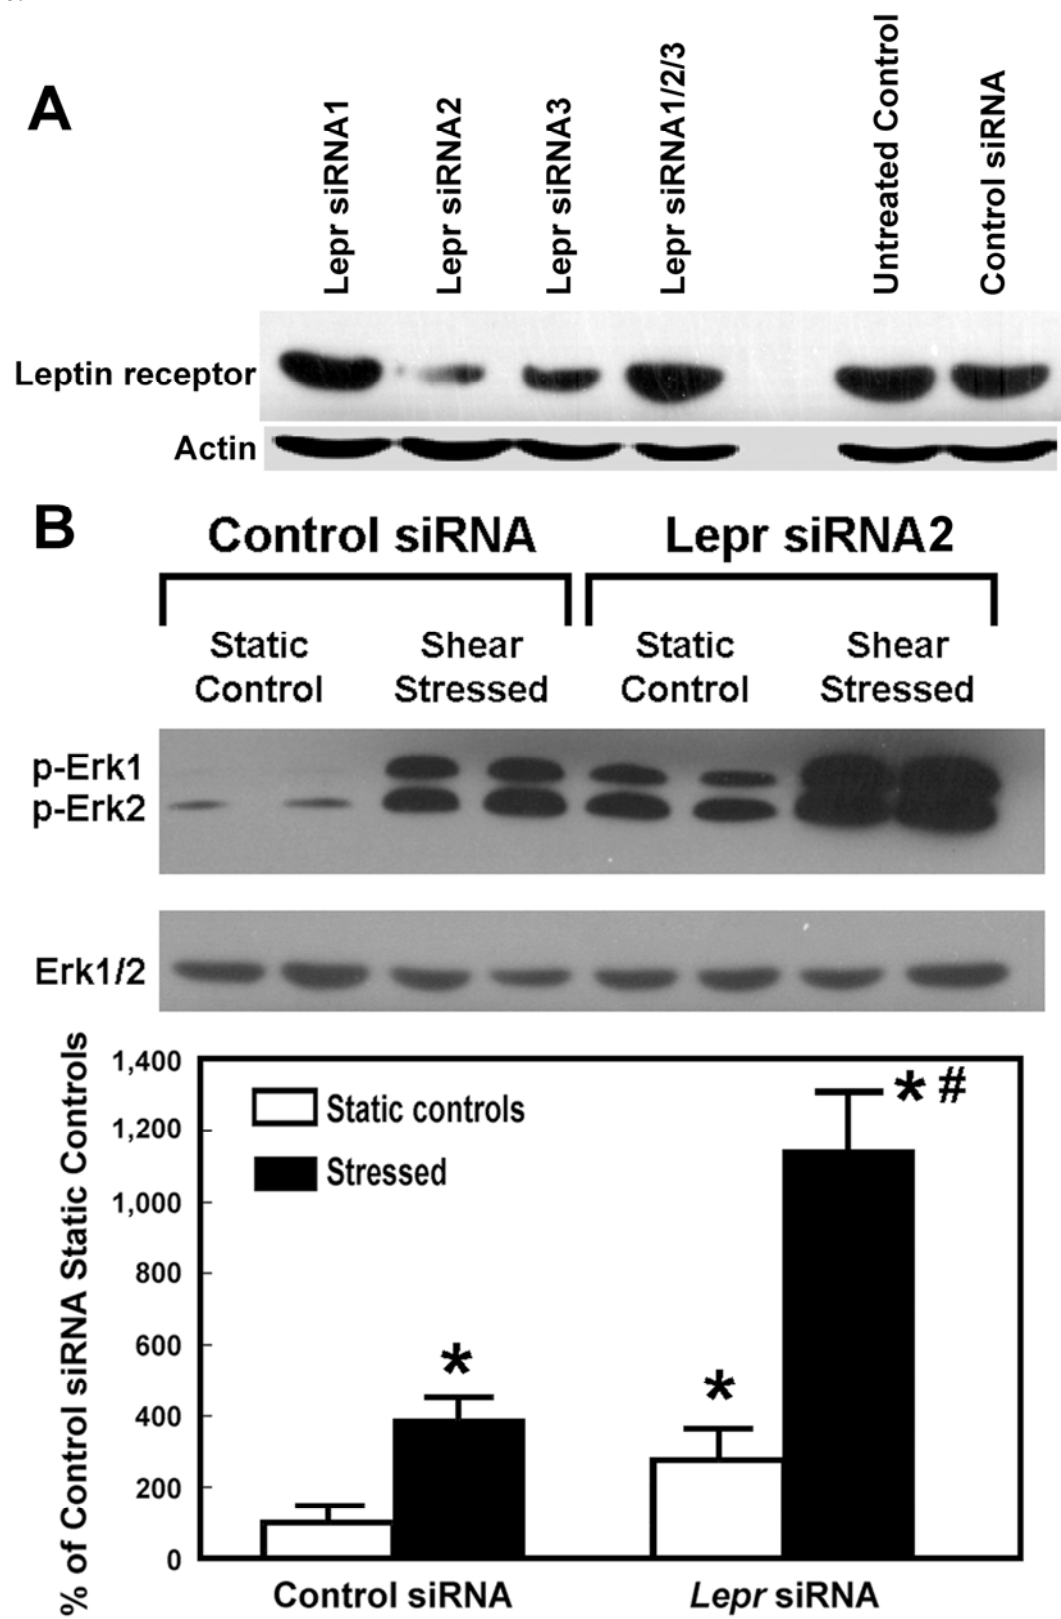 A
Lepr siRNA1
Lepr siRNA2
Lepr siRNA3
Lepr siRNA1/2/3
Untreated Control
Control siRNA
Leptin receptor
Actin
B
Control siRNA
Lepr siRNA2
Static Control
Shear Stressed
Static Control
Shear Stressed
p-Erk1
p-Erk2
Erk1/2
% of Control siRNA Static Controls
1,400
1,200
1,000
800
600
400
200
0
Static controls
Stressed
*
*
* #
Control siRNA
Lepr siRNA